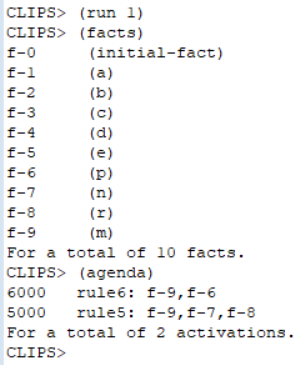 CLIPS> (run 1)
CLIPS> (facts)
f-0 (initial-fact)
f-1 (a)
f-2 (b)
f-3 (c)
f-4 (d)
f-5 (e)
f-6 (p)
f-7 (n)
f-8 (r)
f-9 (m)
For a total of 10 facts.
CLIPS> (agenda)
6000 rule6: f-9,f-6
5000 rule5: f-9,f-7,f-8
For a total of 2 activations.
CLIPS>